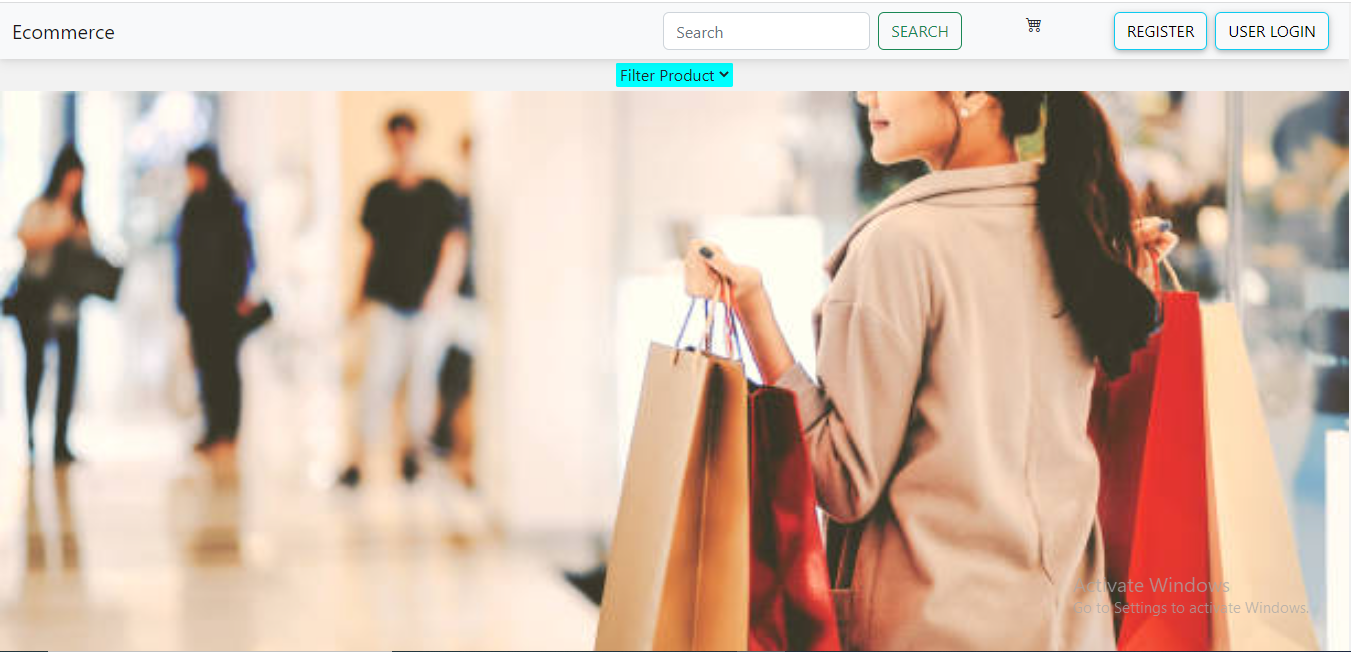 Ecommerce
Search
SEARCH
REGISTER
USER LOGIN
Filter Product
Activate Windows
Go to Settings to activate Windows.